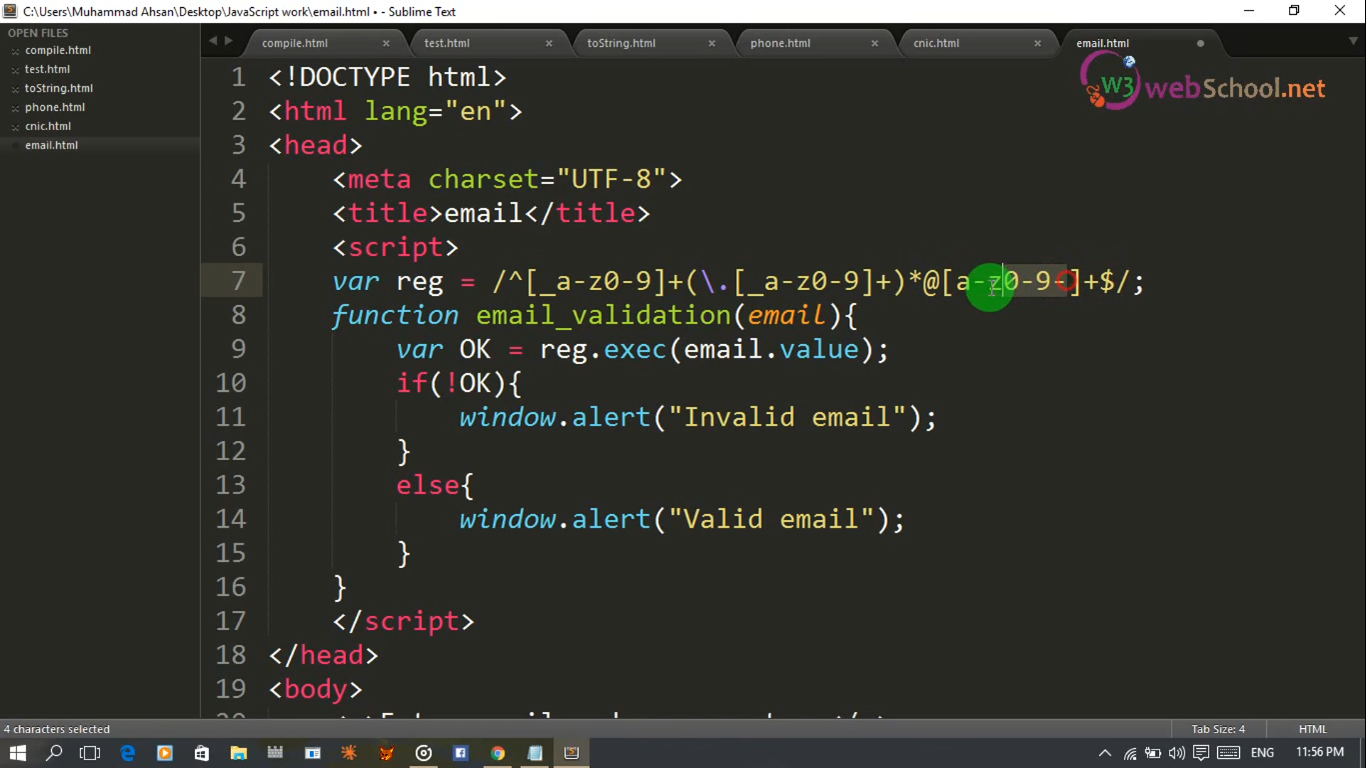 C:\Users\Muhammad Ahsan\Desktop\JavaScript work\email.html • - Sublime Text
OPEN FILES
compile.html
test.html
toString.html
phone.html
cnic.html
email.html
compile.html
test.html
toString.html
phone.html
cnic.html
email.html
W3 webSchool.net
1 <!DOCTYPE html>
2 <html lang="en">
3 <head>
4 <meta charset="UTF-8">
5 <title>email</title>
6 <script>
7 var reg = /^[_a-z0-9]+(\.[_a-z0-9]+)*@[a-z0-9-]+$/;
8 function email_validation(email){
9 var OK = reg.exec(email.value);
10 if(!OK){
11 window.alert("Invalid email");
12 }
13 else{
14 window.alert("Valid email");
15 }
16 }
17 </script>
18 </head>
19 <body>
4 characters selected
Tab Size: 4
HTML
ENG
11:56 PM